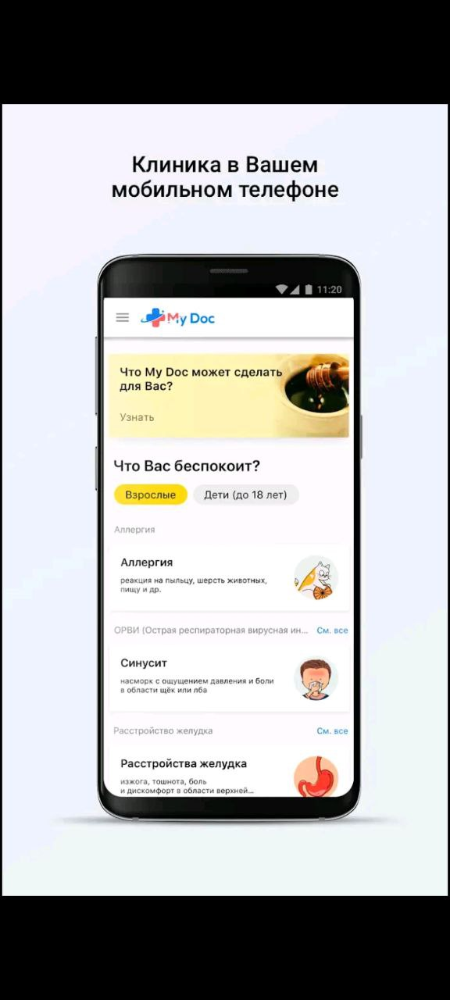 Клиника в Вашем
мобильном телефоне
11:20
My Doc
Что My Doc может сделать
для Вас?
Узнать
Что Вас беспокоит?
Взрослые
Дети (до 18 лет)
Аллергия
Аллергия
реакция на пыльцу, шерсть животных,
пищу и др.
ОРВИ (Острая респираторная вирусная ин... См. все
Синусит
насморк с ощущением давления и боли
в области щёк или лба
Расстройство желудка См. все
Расстройства желудка
изжога, тошнота, боль
и дискомфорт в области верхней...